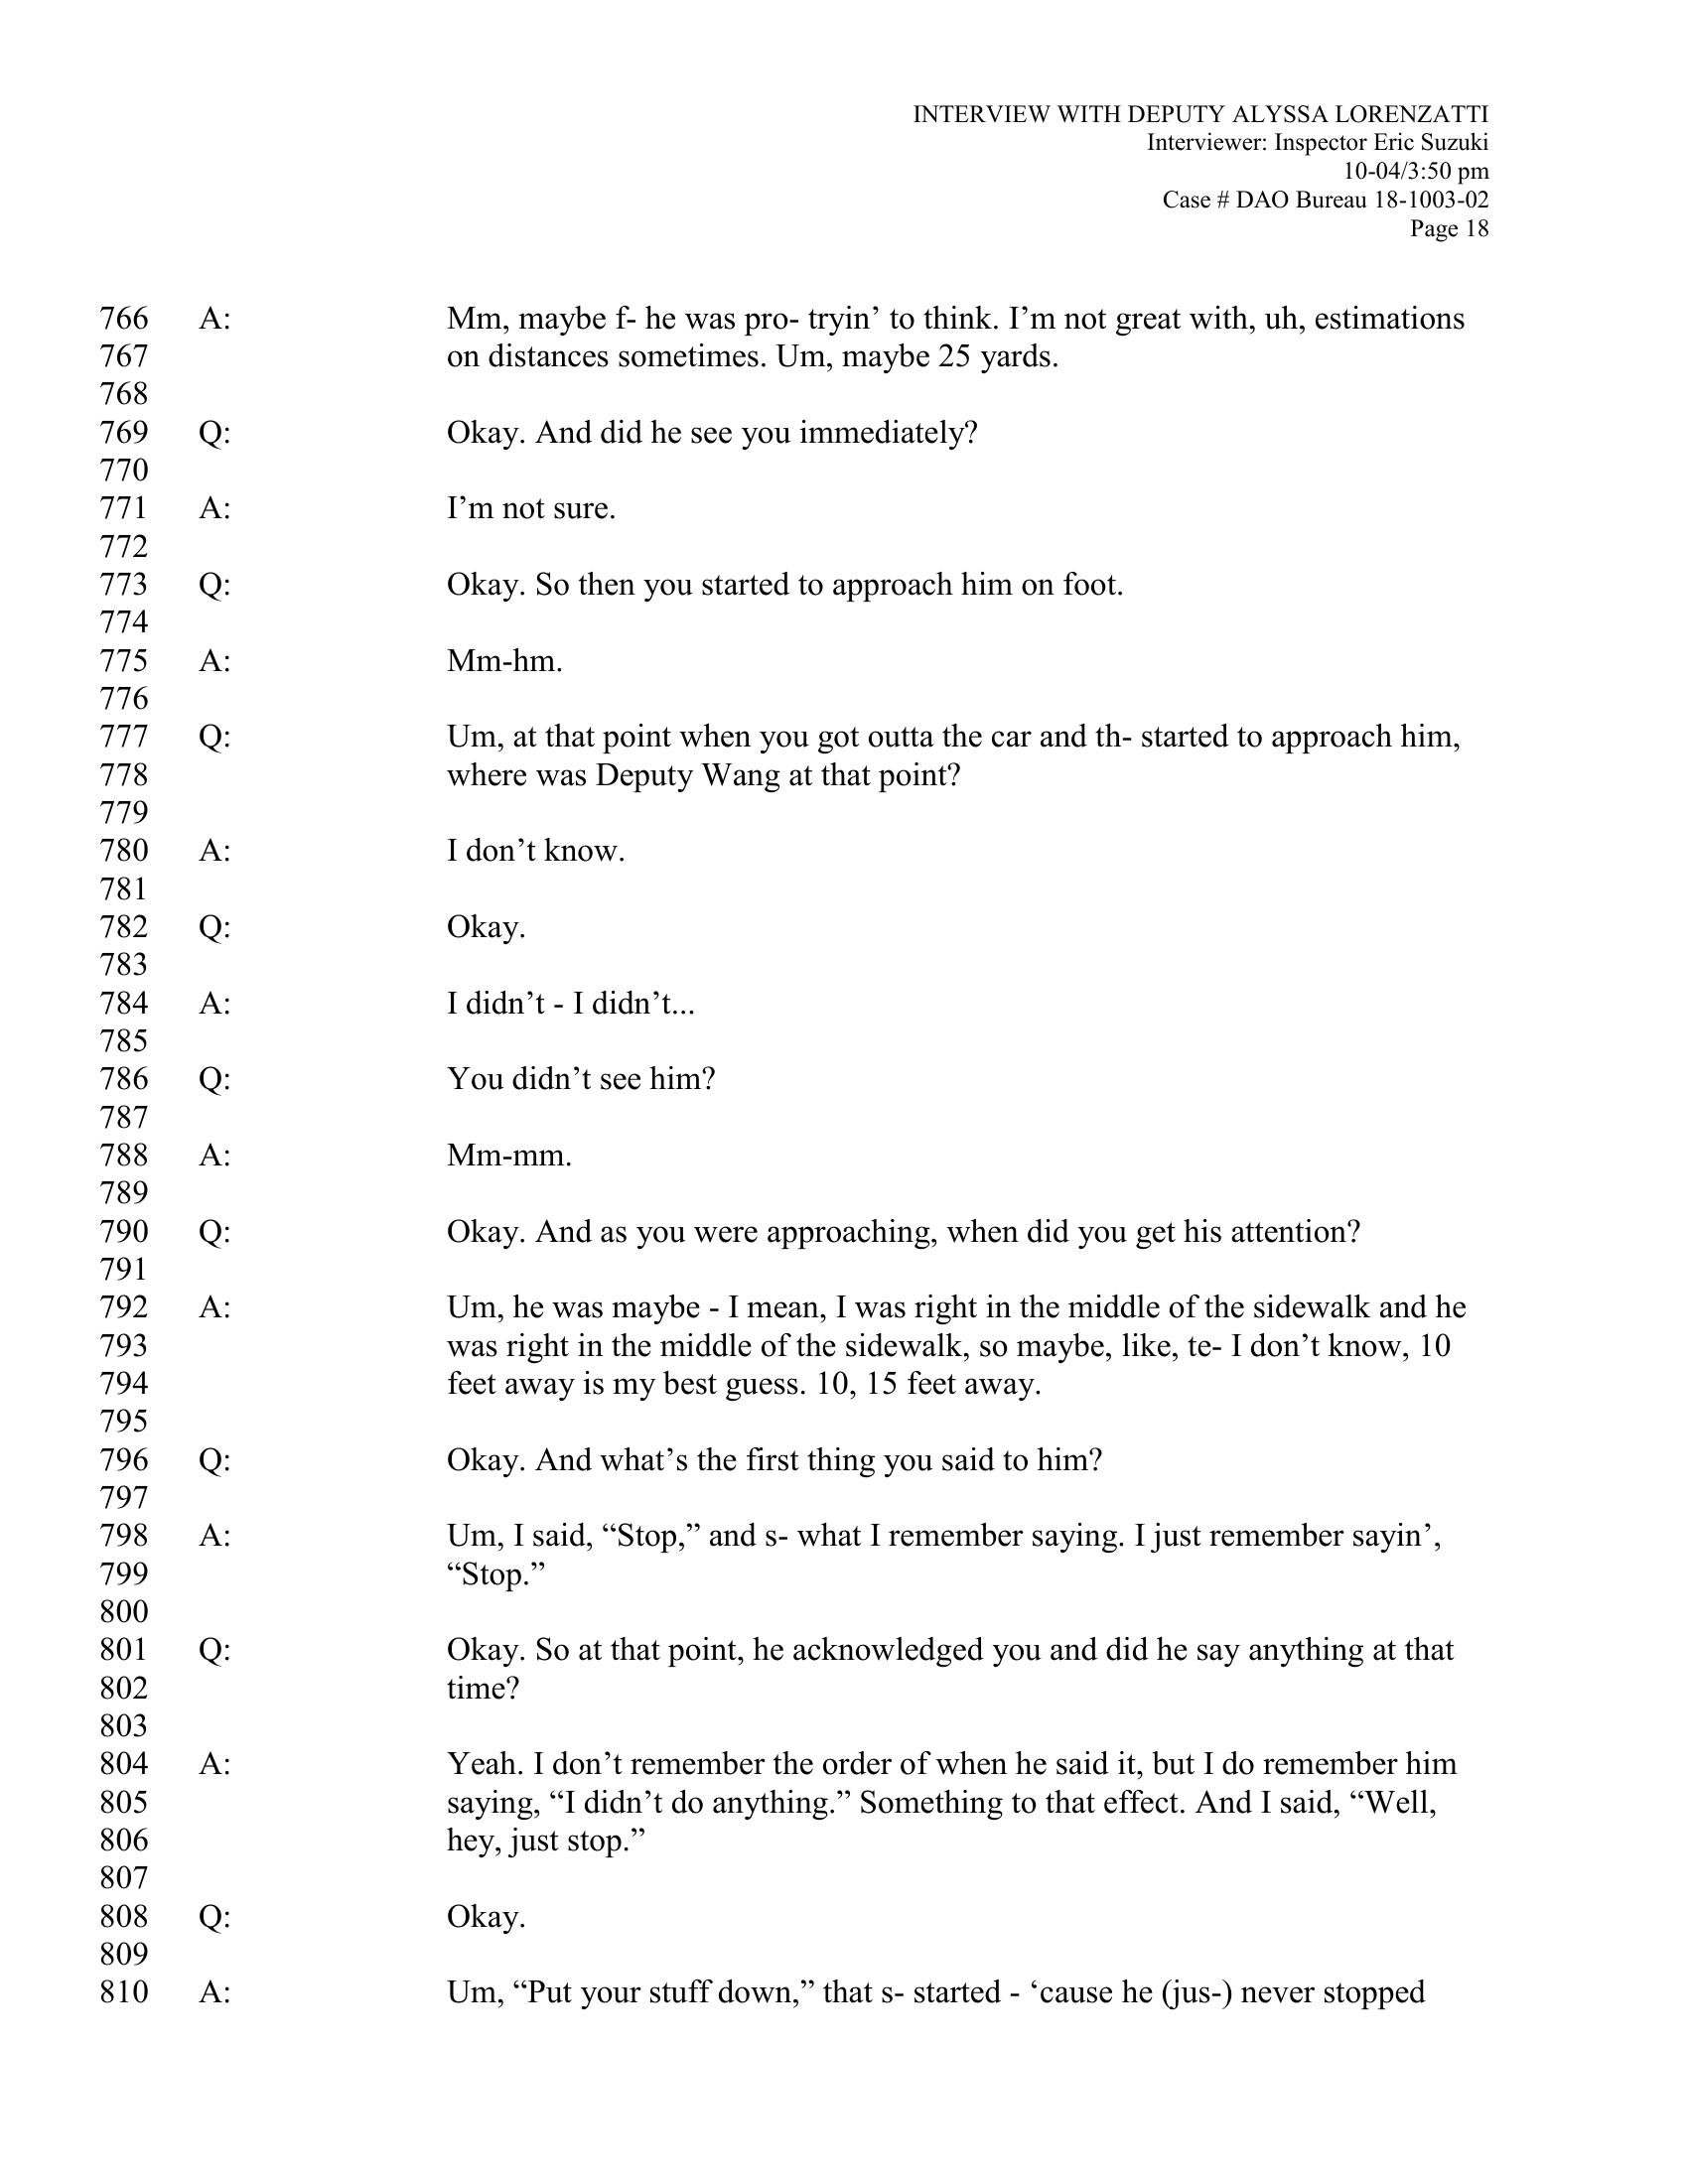 INTERVIEW WITH DEPUTY ALYSSA LORENZATTI
Interviewer: Inspector Eric Suzuki
10-04/3:50 pm
Case # DAO Bureau 18-1003-02
Page 18
766 A: Mm, maybe f- he was pro- tryin’ to think. I’m not great with, uh, estimations
767 on distances sometimes. Um, maybe 25 yards.
768
769 Q: Okay. And did he see you immediately?
770
771 A: I’m not sure.
772
773 Q: Okay. So then you started to approach him on foot.
774
775 A: Mm-hm.
776
777 Q: Um, at that point when you got outta the car and th- started to approach him,
778 where was Deputy Wang at that point?
779
780 A: I don’t know.
781
782 Q: Okay.
783
784 A: I didn’t - I didn’t...
785
786 Q: You didn’t see him?
787
788 A: Mm-mm.
789
790 Q: Okay. And as you were approaching, when did you get his attention?
791
792 A: Um, he was maybe - I mean, I was right in the middle of the sidewalk and he
793 was right in the middle of the sidewalk, so maybe, like, te- I don’t know, 10
794 feet away is my best guess. 10, 15 feet away.
795
796 Q: Okay. And what’s the first thing you said to him?
797
798 A: Um, I said, “Stop,” and s- what I remember saying. I just remember sayin’,
799 “Stop.”
800
801 Q: Okay. So at that point, he acknowledged you and did he say anything at that
802 time?
803
804 A: Yeah. I don’t remember the order of when he said it, but I do remember him
805 saying, “I didn’t do anything.” Something to that effect. And I said, “Well,
806 hey, just stop.”
807
808 Q: Okay.
809
810 A: Um, “Put your stuff down,” that s- started - ‘cause he (jus-) never stopped